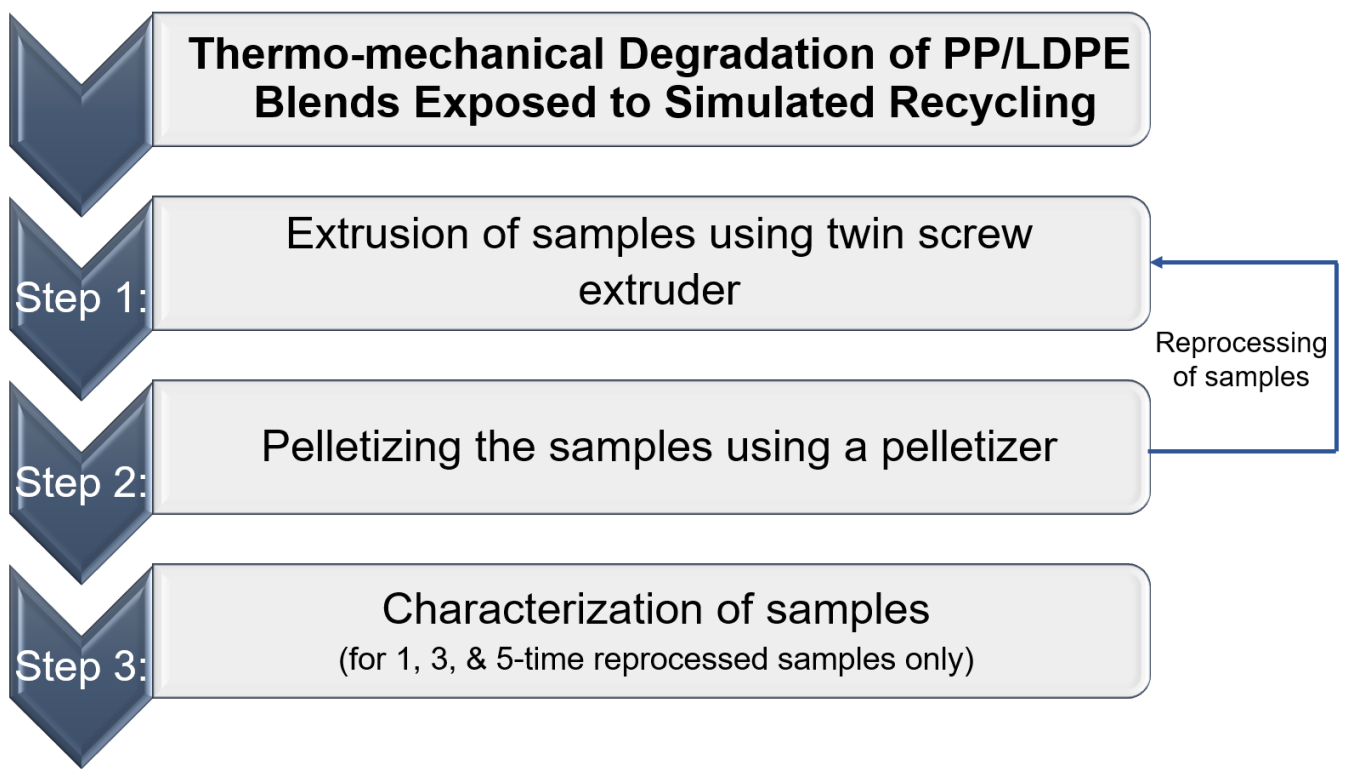 Thermo-mechanical Degradation of PP/LDPE
Blends Exposed to Simulated Recycling
Step 1:
Extrusion of samples using twin screw
extruder
Reprocessing
of samples
Step 2:
Pelletizing the samples using a pelletizer
Step 3:
Characterization of samples
(for 1, 3, & 5-time reprocessed samples only)